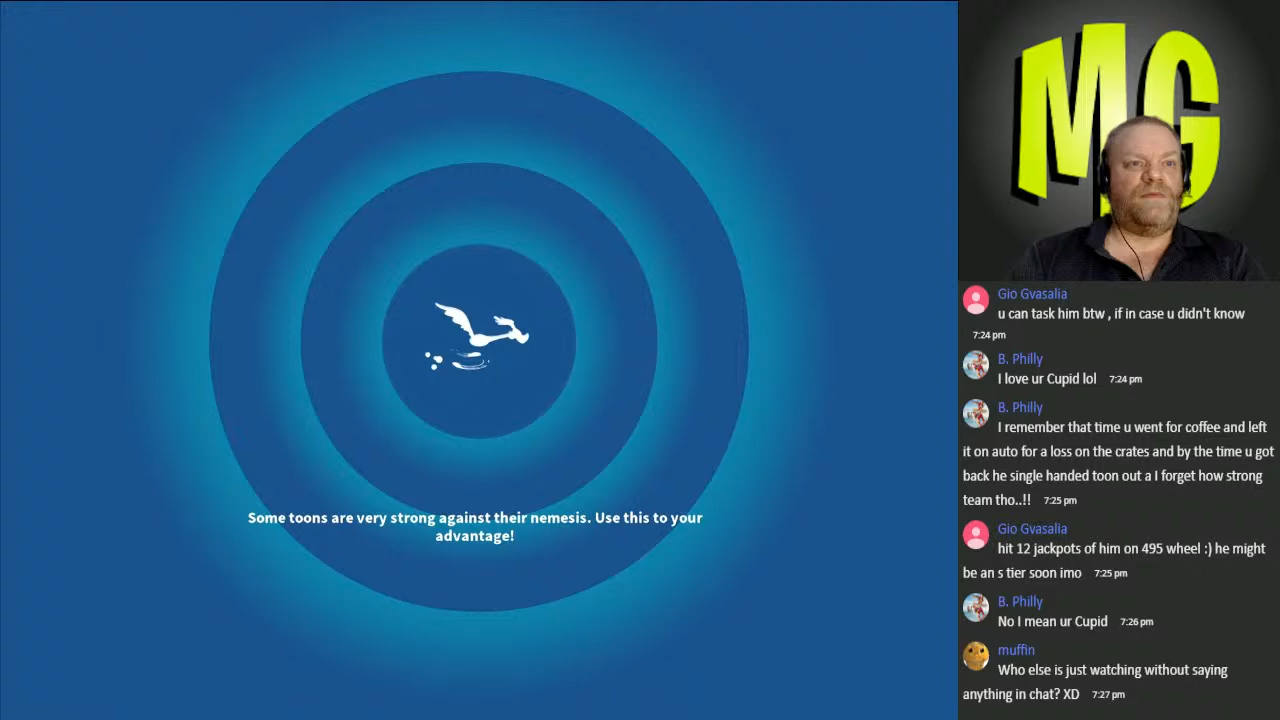 MG
Some toons are very strong against their nemesis. Use this to your
advantage!
Gio Gvasalia
u can task him btw , if in case u didn't know
7:24 pm
B. Philly
I love ur Cupid lol 7:24 pm
B. Philly
I remember that time u went for coffee and left
it on auto for a loss on the crates and by the time u got
back he single handed toon out a I forget how strong
team tho..!! 7:25 pm
Gio Gvasalia
hit 12 jackpots of him on 495 wheel :) he might
be an s tier soon imo 7:25 pm
B. Philly
No I mean ur Cupid 7:26 pm
muffin
Who else is just watching without saying
anything in chat? XD 7:27 pm